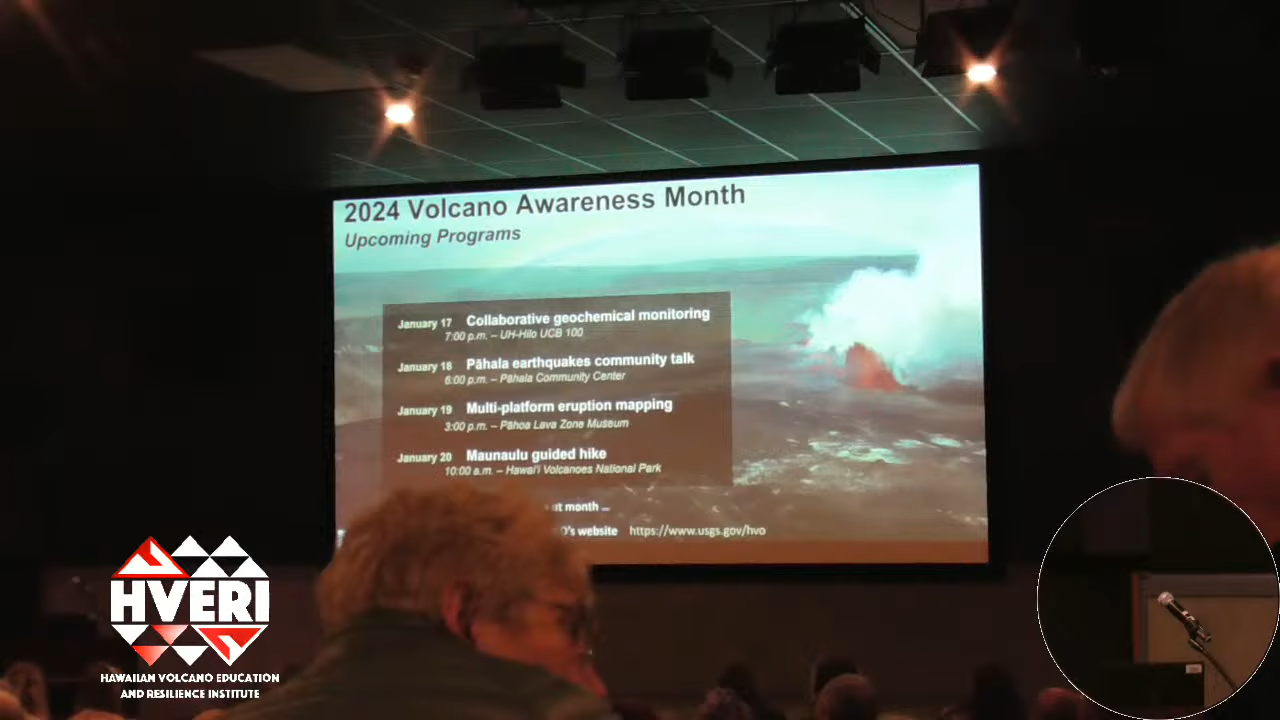 2024 Volcano Awareness Month
Upcoming Programs
January 17 Collaborative geochemical monitoring
7:00 p.m. – UH-Hilo UCB 100
January 18 Pāhala earthquakes community talk
6:00 p.m. – Pāhala Community Center
January 19 Multi-platform eruption mapping
3:00 p.m. – Pāhoa Lava Zone Museum
January 20 Maunaulu guided hike
10:00 a.m. – Hawai'i Volcanoes National Park
at month ...
O's website https://www.usgs.gov/hvo
HVERI
HAWAIIAN VOLCANO EDUCATION
AND RESILIENCE INSTITUTE